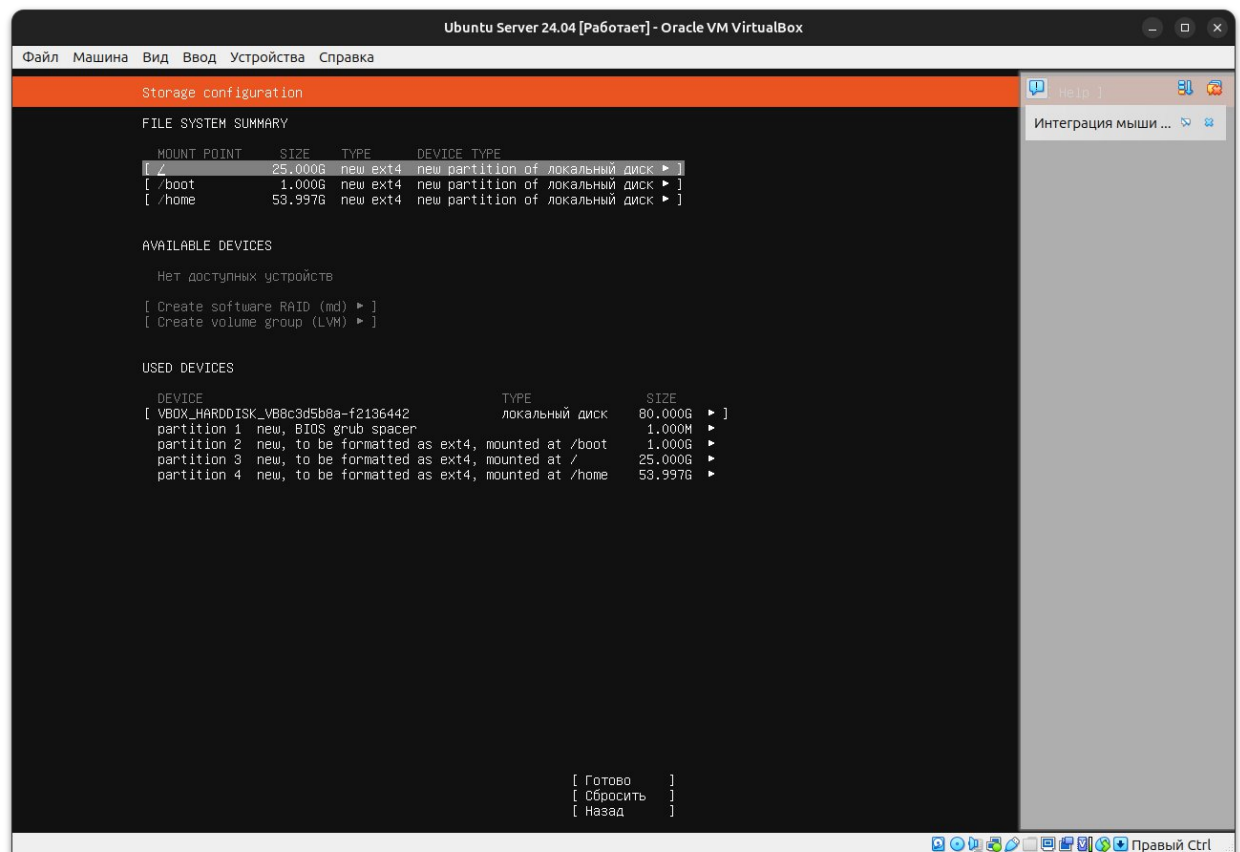 Ubuntu Server 24.04 [Работает] - Oracle VM VirtualBox
Файл Машина Вид Ввод Устройства Справка
Storage configuration
[ Help ]
Интеграция мыши ...
FILE SYSTEM SUMMARY
MOUNT POINT SIZE TYPE DEVICE TYPE
[ / 25.000G new ext4 new partition of локальный диск ▸ ]
[ /boot 1.000G new ext4 new partition of локальный диск ▸ ]
[ /home 53.997G new ext4 new partition of локальный диск ▸ ]
AVAILABLE DEVICES
Нет доступных устройств
[ Create software RAID (md) ▸ ]
[ Create volume group (LVM) ▸ ]
USED DEVICES
DEVICE TYPE SIZE
[ VBOX_HARDDISK_VB8c3d5b8a-f2136442 локальный диск 80.000G ▸ ]
partition 1 new, BIOS grub spacer 1.000M ▸
partition 2 new, to be formatted as ext4, mounted at /boot 1.000G ▸
partition 3 new, to be formatted as ext4, mounted at / 25.000G ▸
partition 4 new, to be formatted as ext4, mounted at /home 53.997G ▸
[ Готово ]
[ Сбросить ]
[ Назад ]
Правый Ctrl